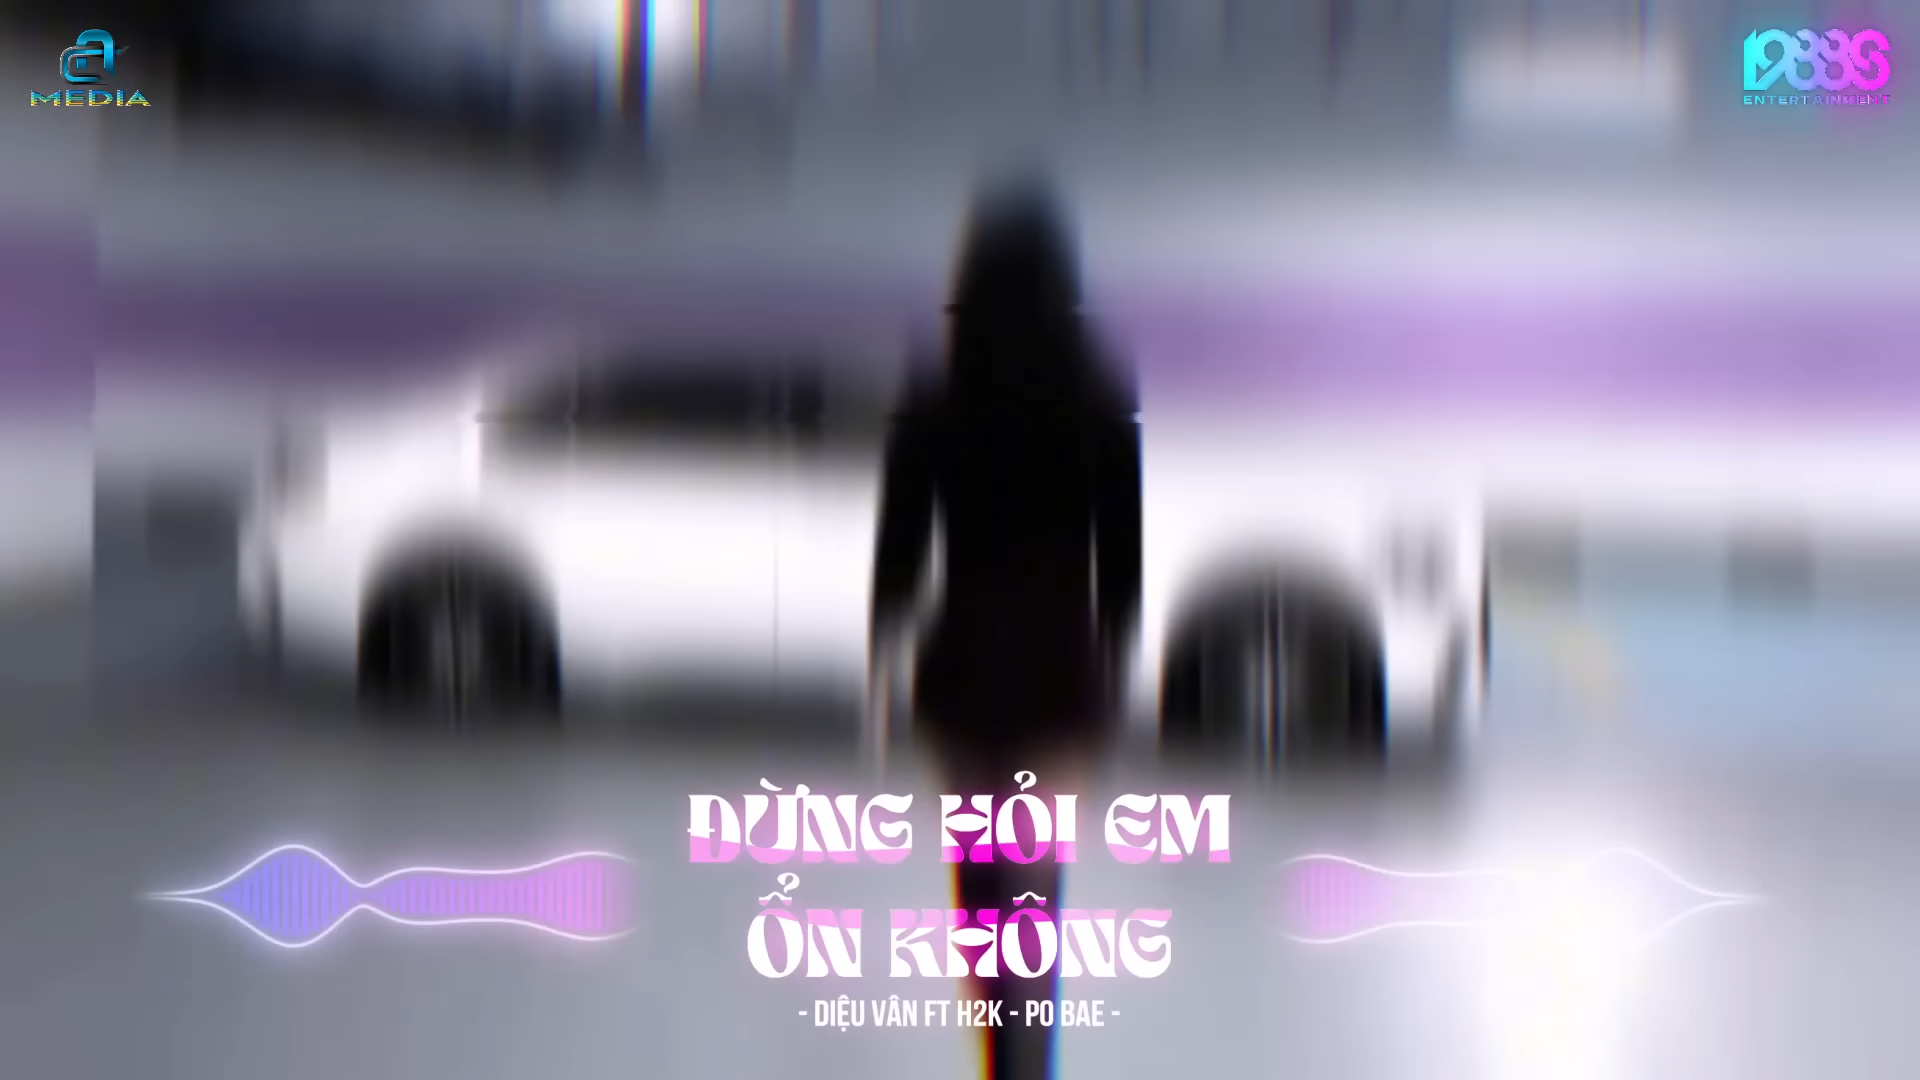 MEDIA
1988S
ENTERTAINMENT
ĐỪNG HỎI EM
ỔN KHÔNG
- DIỆU VÂN FT H2K - PO BAE -